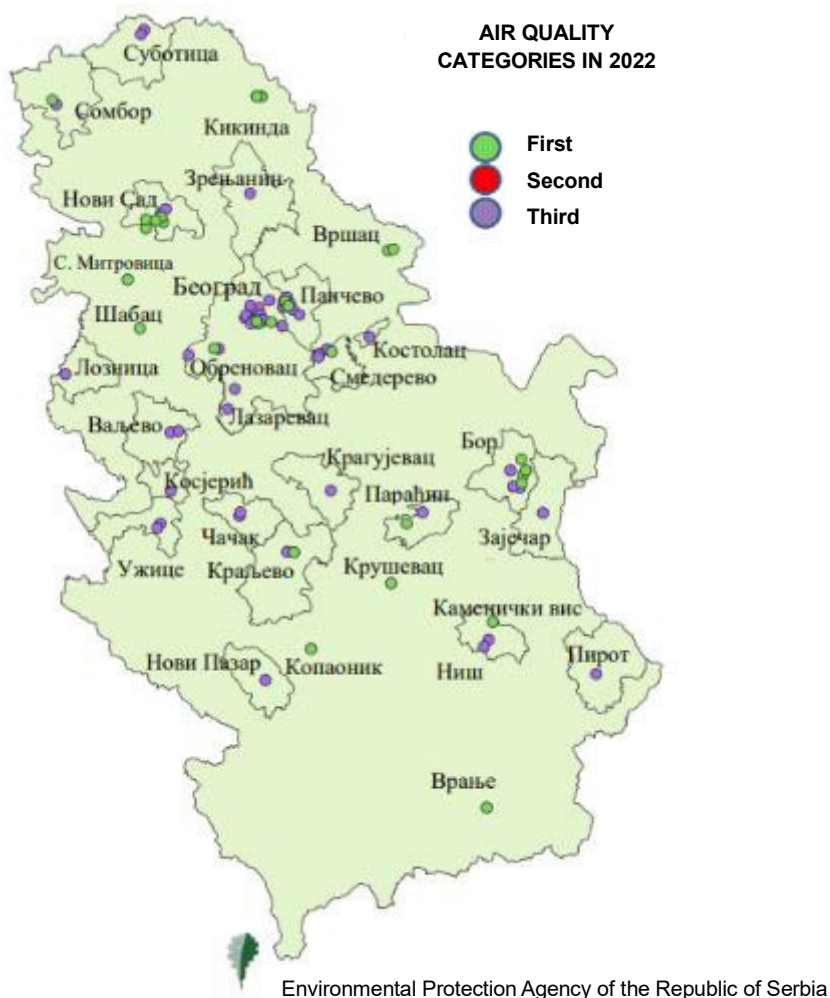 AIR QUALITY
CATEGORIES IN 2022
First
Second
Third
Суботица
Сомбор
Кикинда
Зрењанин
Нови Сад
Вршац
С. Митровица
Београд
Панчево
Шабац
Костолац
Лозница
Обреновац
Смедерево
Лазаревац
Ваљево
Бор
Крагујевац
Косјерић
Параћин
Чачак
Зајечар
Ужице
Краљево
Крушевац
Каменички вис
Нови Пазар
Копаоник
Ниш
Пирот
Врање
Environmental Protection Agency of the Republic of Serbia